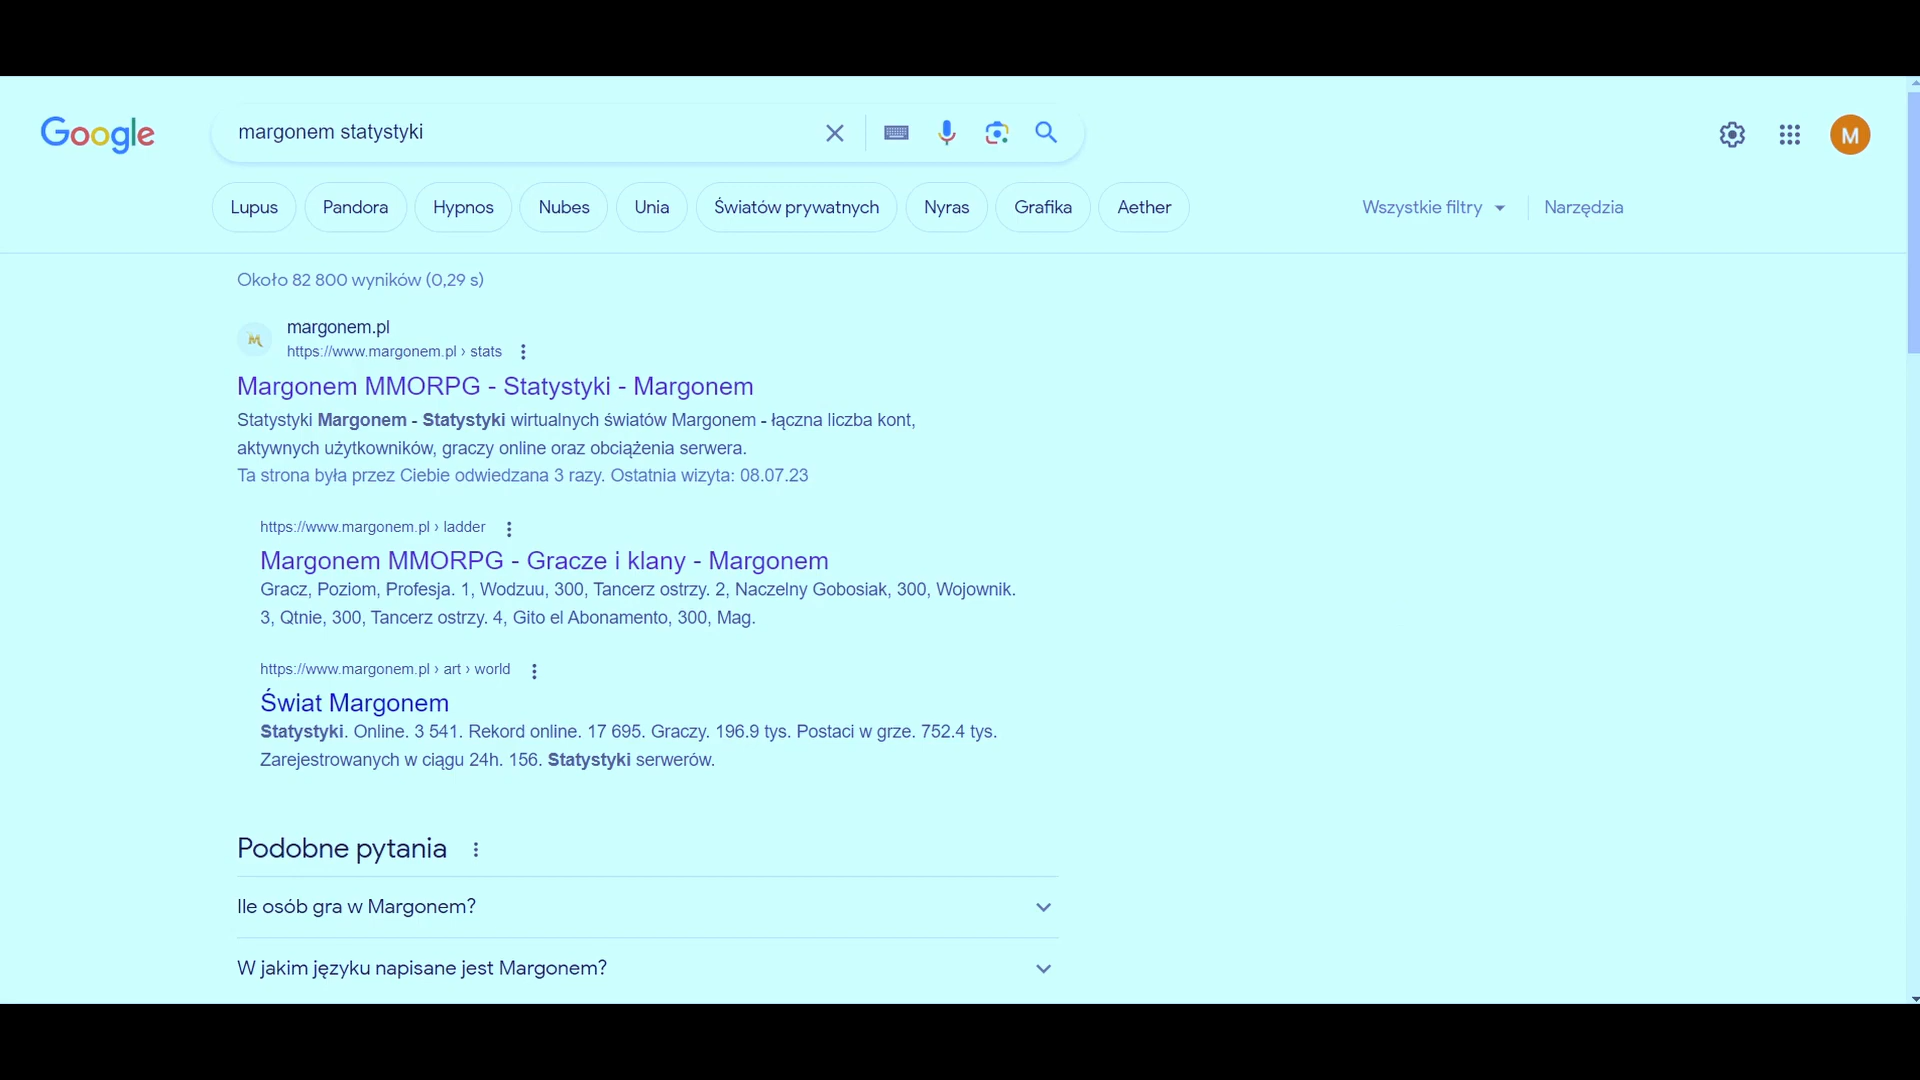 Google
margonem statystyki
M
Lupus
Pandora
Hypnos
Nubes
Unia
Światów prywatnych
Nyras
Grafika
Aether
Wszystkie filtry
Narzędzia
Około 82 800 wyników (0,29 s)
M
margonem.pl
https://www.margonem.pl › stats
Margonem MMORPG - Statystyki - Margonem
Statystyki Margonem - Statystyki wirtualnych światów Margonem - łączna liczba kont,
aktywnych użytkowników, graczy online oraz obciążenia serwera.
Ta strona była przez Ciebie odwiedzana 3 razy. Ostatnia wizyta: 08.07.23
https://www.margonem.pl › ladder
Margonem MMORPG - Gracze i klany - Margonem
Gracz, Poziom, Profesja. 1, Wodzuu, 300, Tancerz ostrzy. 2, Naczelny Gobosiak, 300, Wojownik.
3, Qtnie, 300, Tancerz ostrzy. 4, Gito el Abonamento, 300, Mag.
https://www.margonem.pl › art › world
Świat Margonem
Statystyki. Online. 3 541. Rekord online. 17 695. Graczy. 196.9 tys. Postaci w grze. 752.4 tys.
Zarejestrowanych w ciągu 24h. 156. Statystyki serwerów.
Podobne pytania
Ile osób gra w Margonem?
W jakim języku napisane jest Margonem?